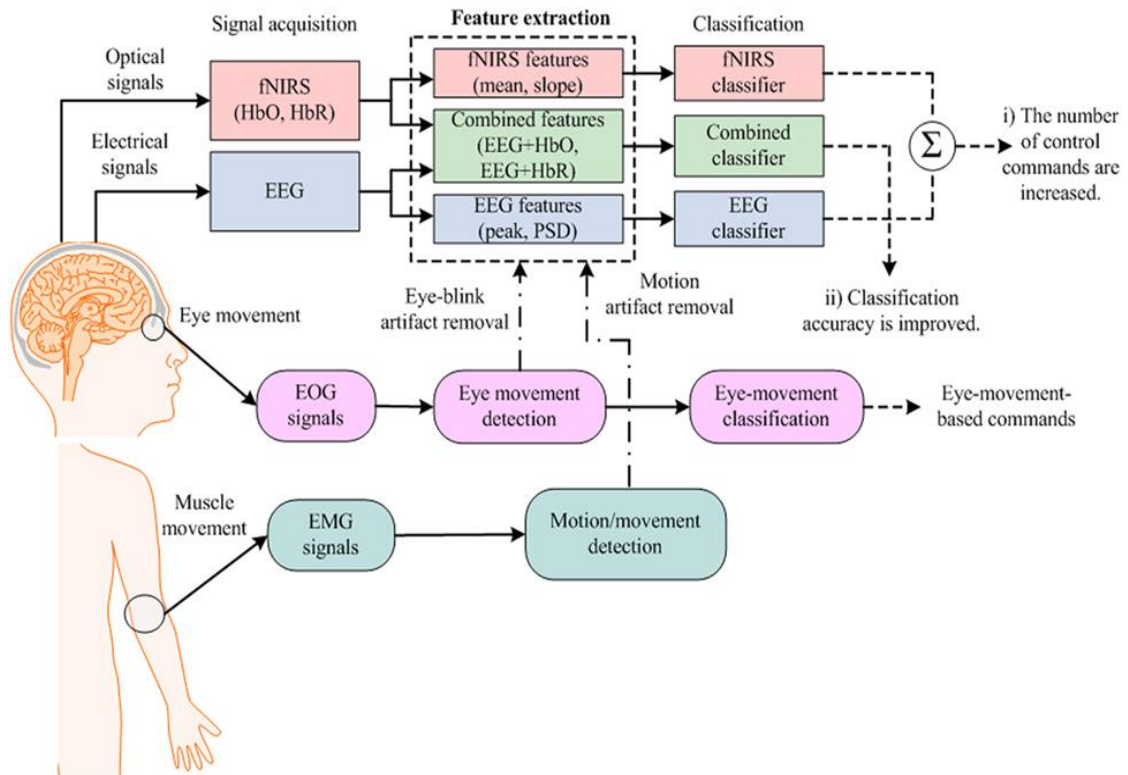 Signal acquisition
Feature extraction
Classification
Optical
signals
fNIRS
(HbO, HbR)
fNIRS features
(mean, slope)
fNIRS
classifier
Electrical
signals
EEG
Combined features
(EEG+HbO,
EEG+HbR)
Combined
classifier
Σ
i) The number
of control
commands are
increased.
EEG features
(peak, PSD)
EEG
classifier
Eye movement
Eye-blink
artifact removal
Motion
artifact removal
ii) Classification
accuracy is improved.
EOG
signals
Eye movement
detection
Eye-movement
classification
Eye-movement-
based commands
Muscle
movement
EMG
signals
Motion/movement
detection